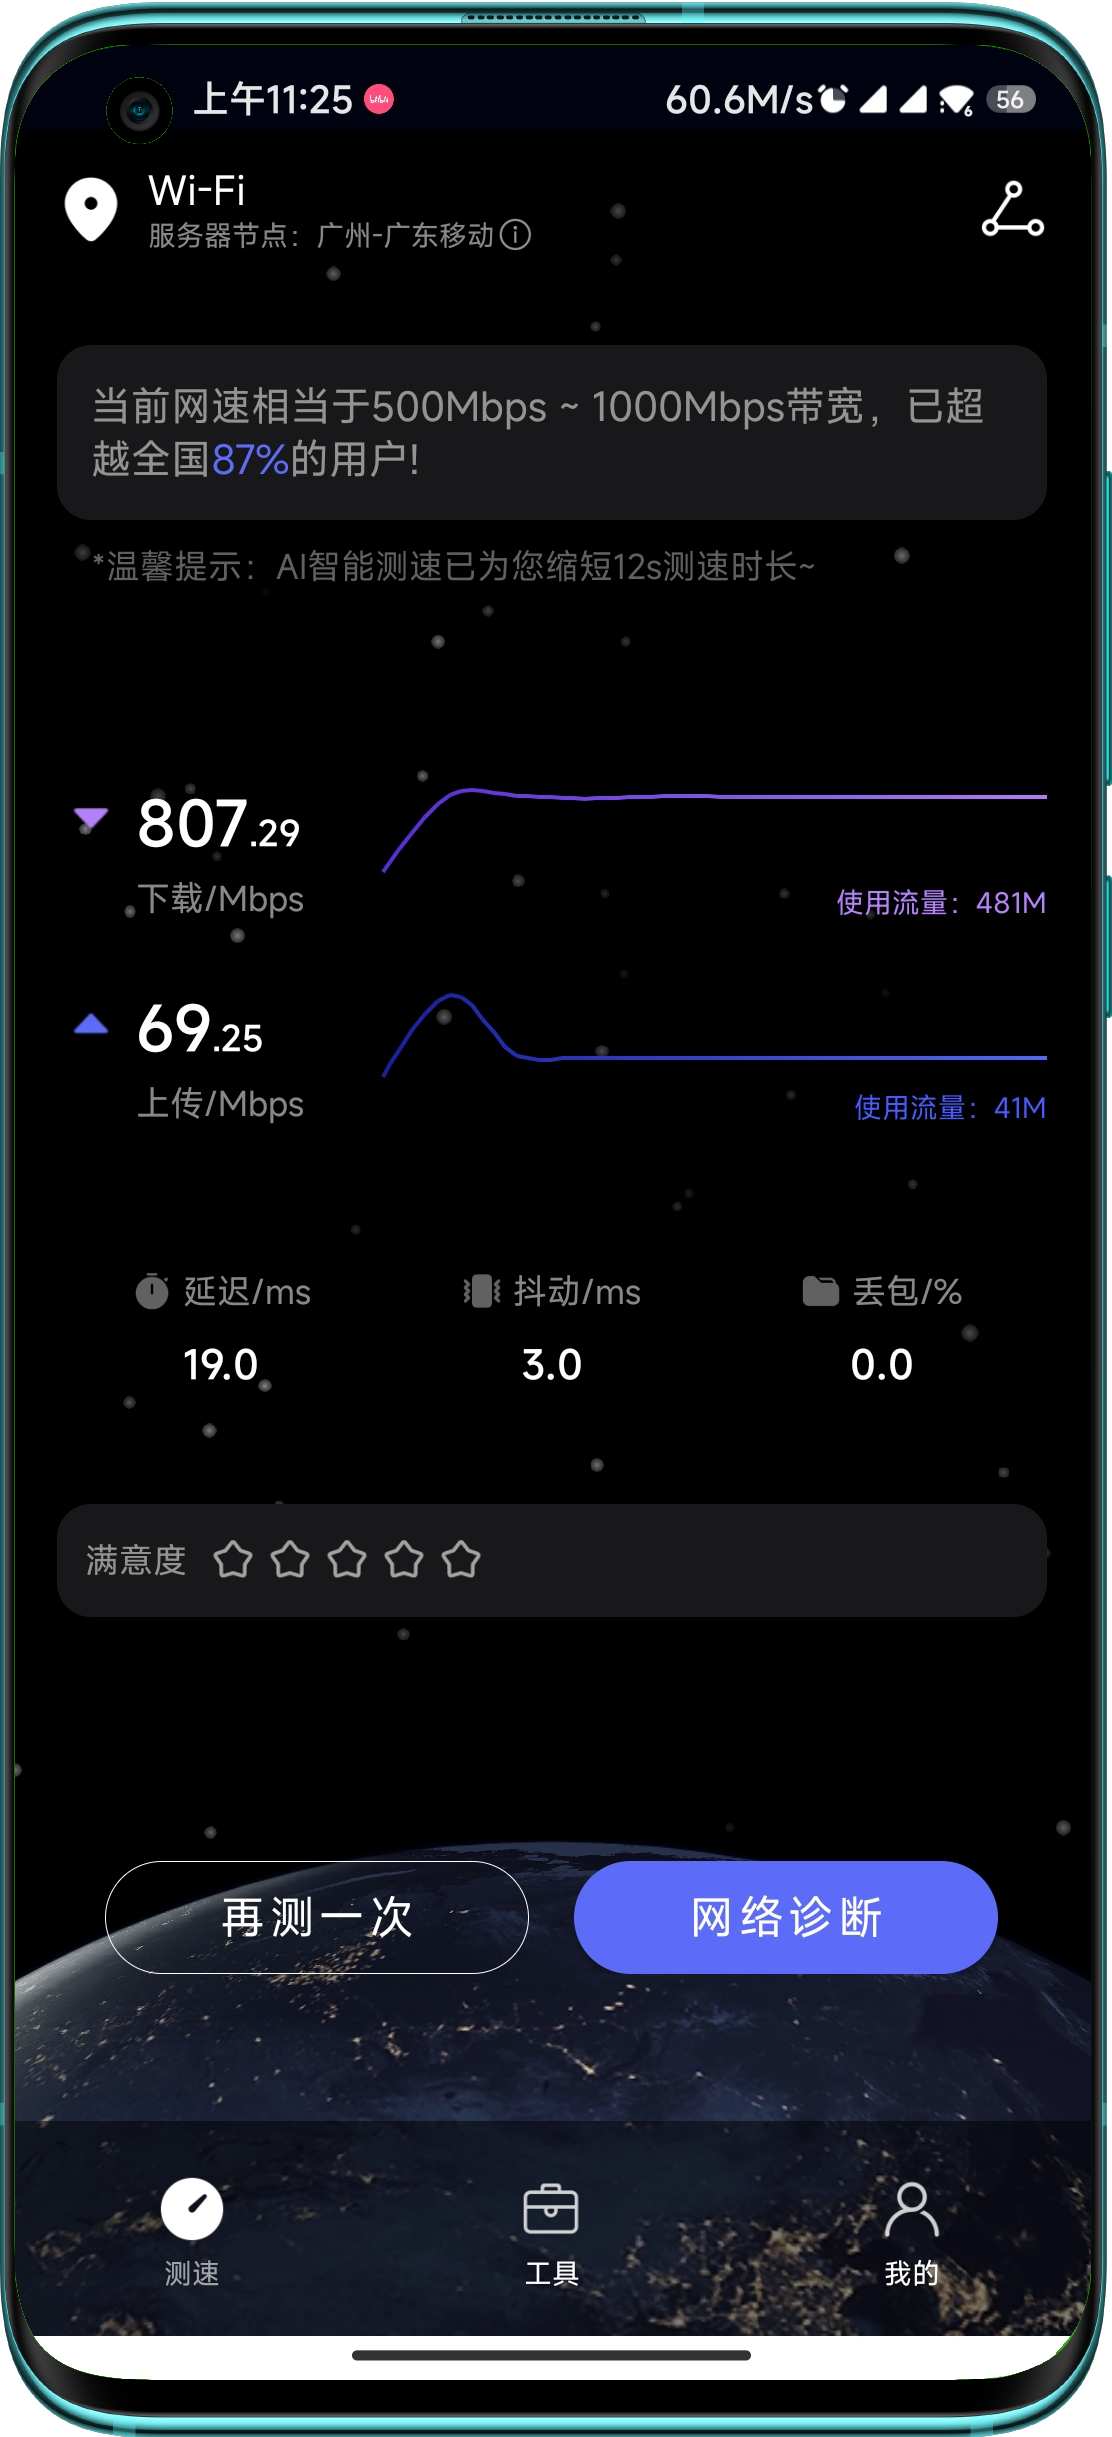 上午11:25
60.6M/s
6
56
Wi-Fi
服务器节点：广州-广东移动
当前网速相当于500Mbps ~ 1000Mbps带宽，已超
越全国87%的用户!
*温馨提示：AI智能测速已为您缩短12s测速时长~
807.29
下载/Mbps
使用流量：481M
69.25
上传/Mbps
使用流量：41M
延迟/ms
抖动/ms
丢包/%
19.0
3.0
0.0
满意度
再测一次
网络诊断
测速
工具
我的